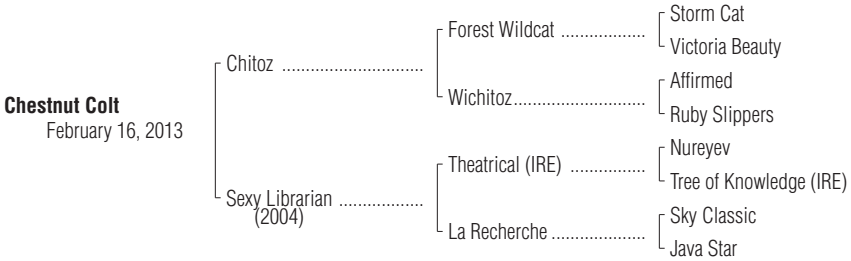 Storm Cat
Forest Wildcat ...................
Victoria Beauty
Chitoz ..............................
Affirmed
Wichitoz............................
Ruby Slippers
Chestnut Colt
February 16, 2013
Nureyev
Theatrical (IRE) ................
Tree of Knowledge (IRE)
Sexy Librarian ..................
(2004)
Sky Classic
La Recherche ....................
Java Star